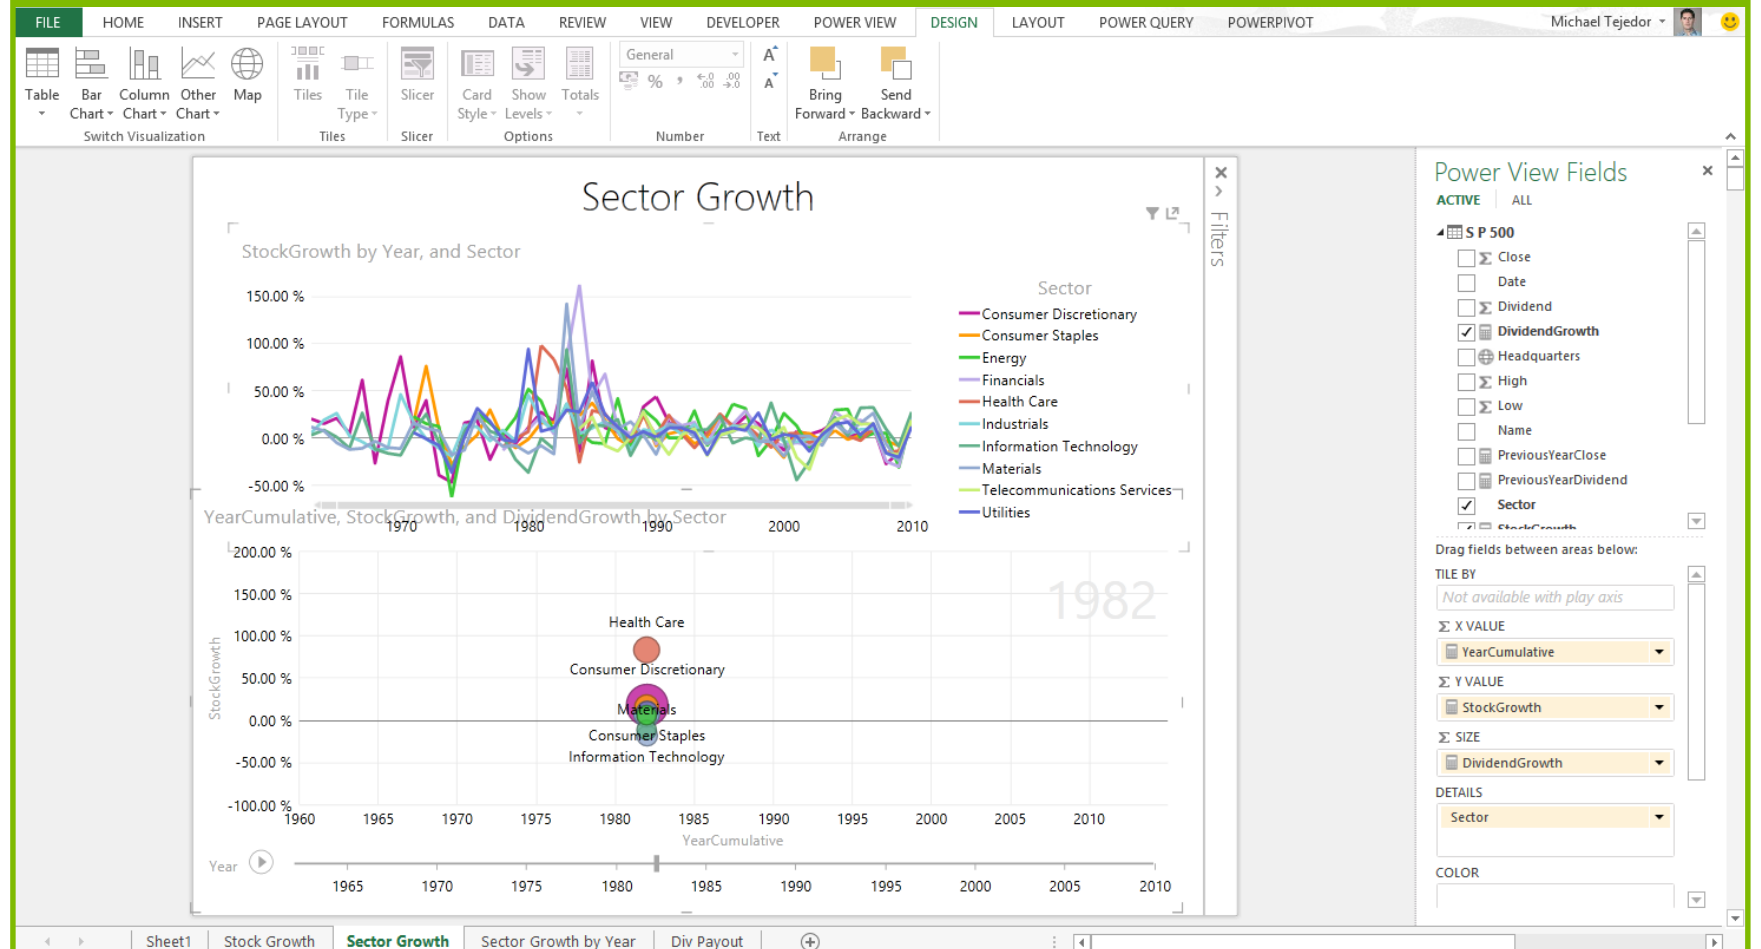 FILE HOME INSERT PAGE LAYOUT FORMULAS DATA REVIEW VIEW DEVELOPER POWER VIEW DESIGN LAYOUT POWER QUERY POWERPIVOT Michael Tejedor
General
Table Bar Chart Column Chart Other Chart Map Tiles Tile Type Slicer Card Style Show Levels Totals % , A A Bring Forward Send Backward
Switch Visualization Tiles Slicer Options Number Text Arrange
Sector Growth
StockGrowth by Year, and Sector
150.00 %
100.00 %
50.00 %
0.00 %
-50.00 %
1970 1980 1990 2000 2010
Sector
Consumer Discretionary
Consumer Staples
Energy
Financials
Health Care
Industrials
Information Technology
Materials
Telecommunications Services
Utilities
Filters
YearCumulative, StockGrowth, and DividendGrowth by Sector
StockGrowth
200.00 %
150.00 %
100.00 %
50.00 %
0.00 %
-50.00 %
-100.00 %
1982
Health Care
Consumer Discretionary
Materials
Consumer Staples
Information Technology
1960 1965 1970 1975 1980 1985 1990 1995 2000 2005 2010
YearCumulative
Year
1965 1970 1975 1980 1985 1990 1995 2000 2005 2010
Power View Fields
ACTIVE ALL
S P 500
Close
Date
Dividend
DividendGrowth
Headquarters
High
Low
Name
PreviousYearClose
PreviousYearDividend
Sector
StockGrowth
Drag fields between areas below:
TILE BY
Not available with play axis
Σ X VALUE
YearCumulative
Σ Y VALUE
StockGrowth
Σ SIZE
DividendGrowth
DETAILS
Sector
COLOR
Sheet1 Stock Growth Sector Growth Sector Growth by Year Div Payout